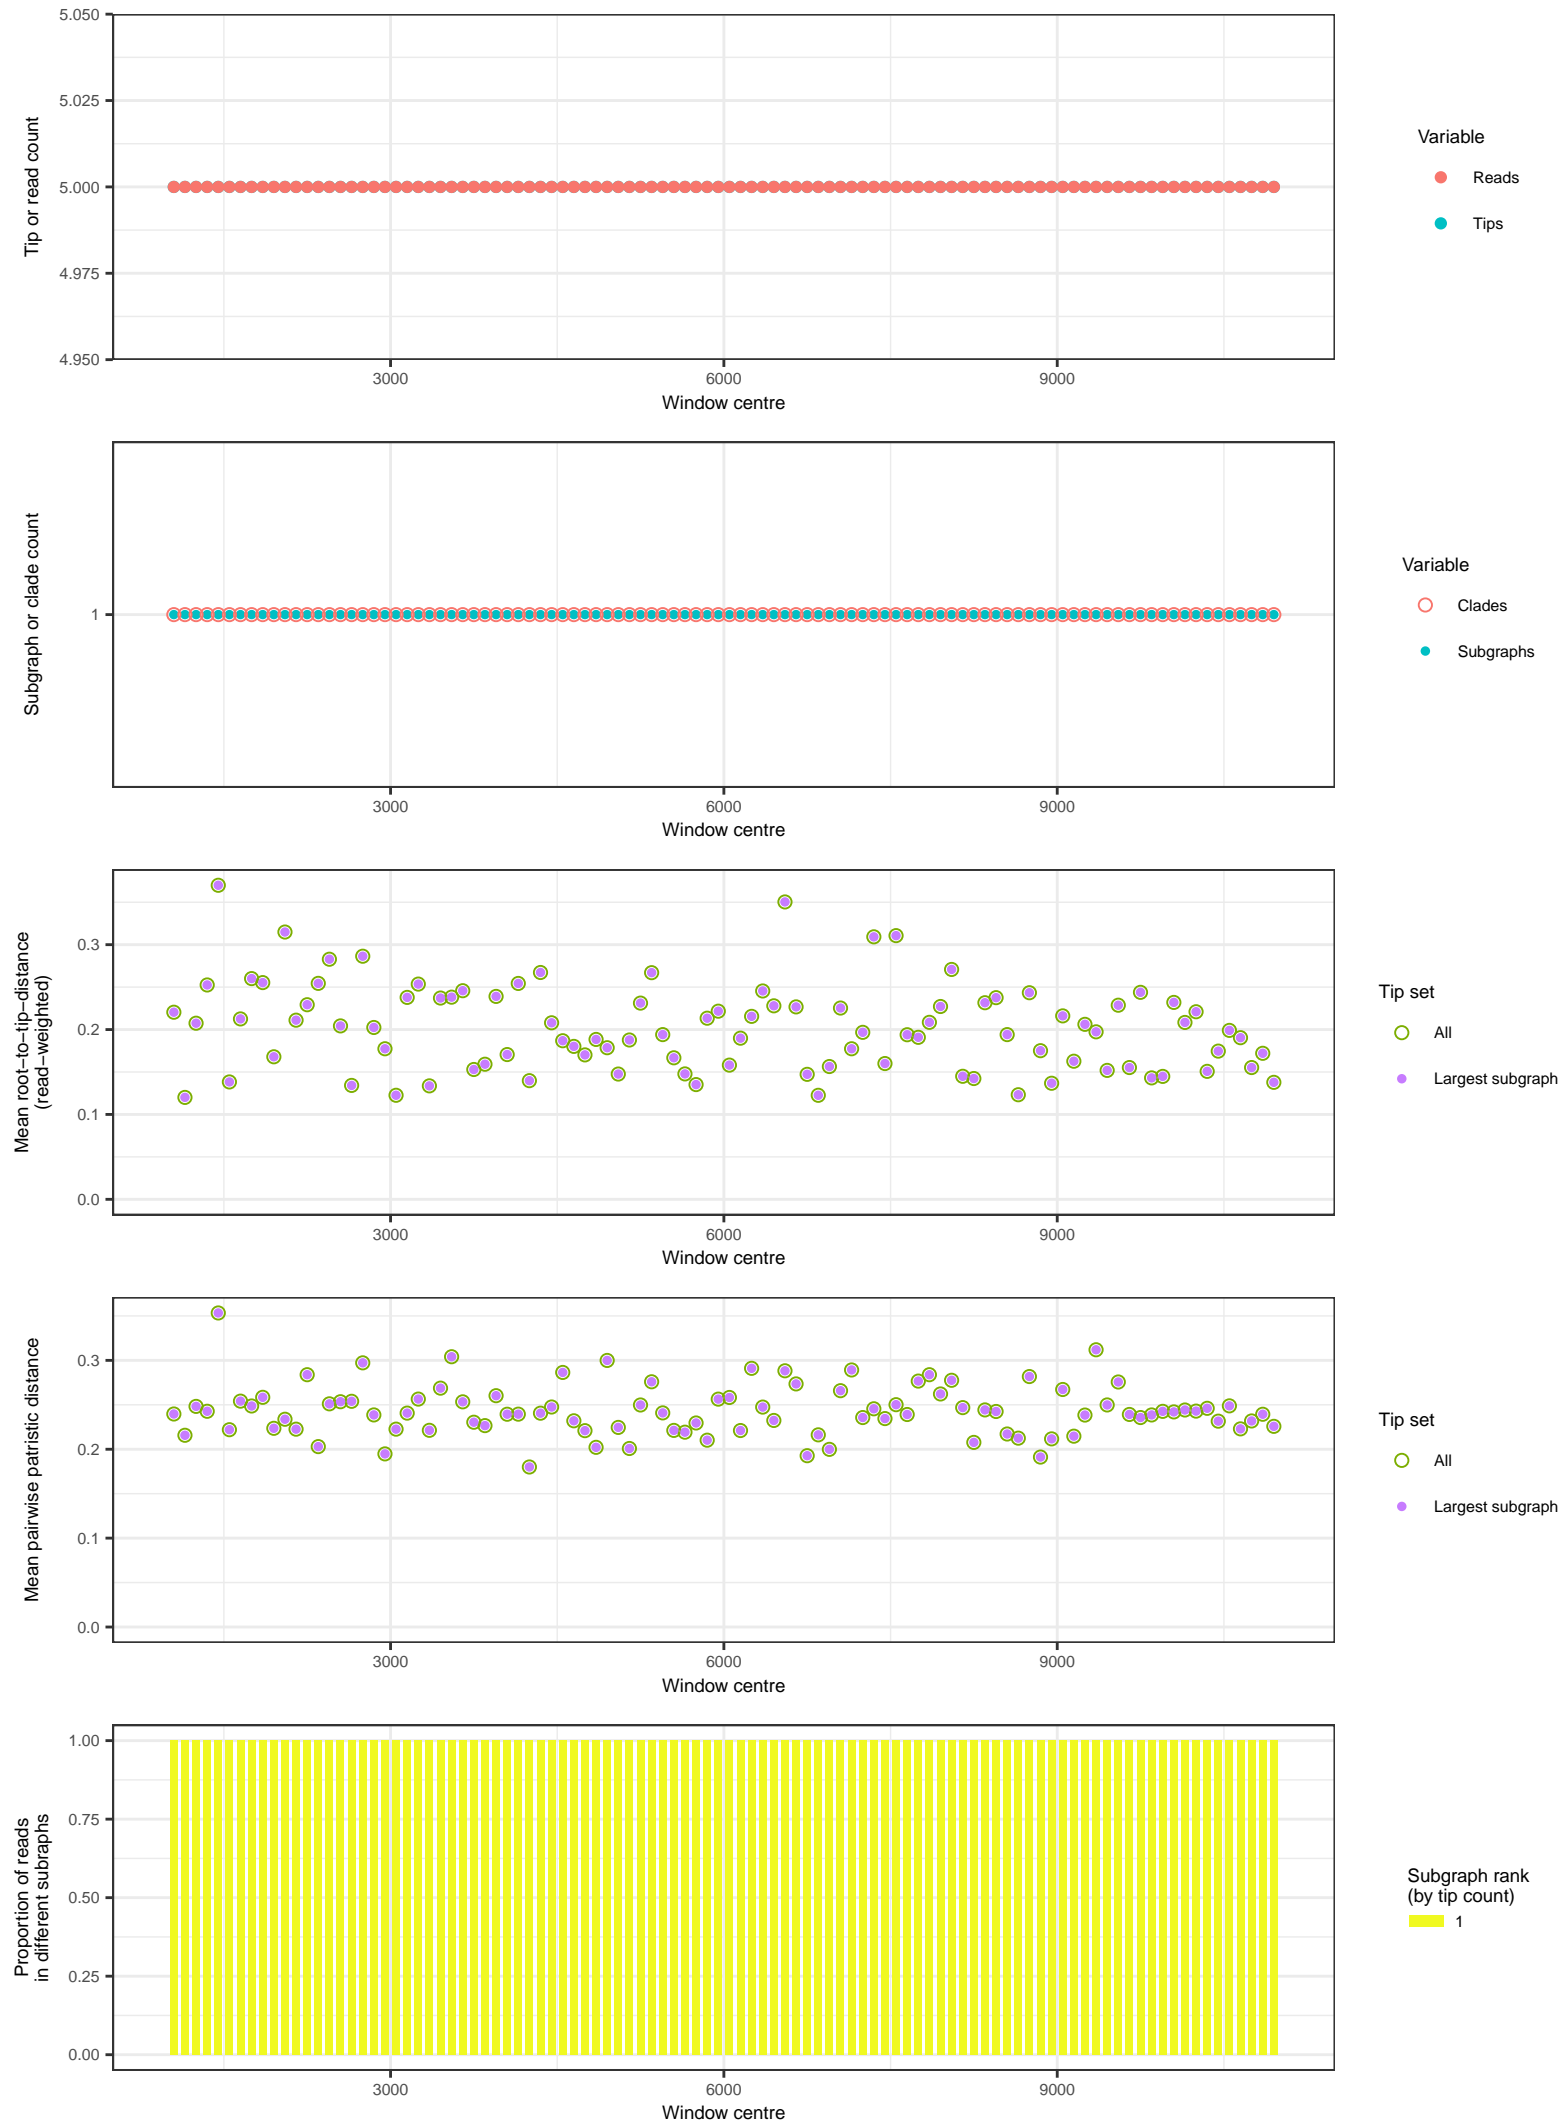 5.050
5.025
5.000
4.975
4.950
Tip or read count
3000 6000 9000
Window centre
Variable
Reads
Tips
1
Subgraph or clade count
3000 6000 9000
Window centre
Variable
Clades
Subgraphs
0.3
0.2
0.1
0.0
Mean root−to−tip−distance
(read−weighted)
3000 6000 9000
Window centre
Tip set
All
Largest subgraph
0.3
0.2
0.1
0.0
Mean pairwise patristic distance
3000 6000 9000
Window centre
Tip set
All
Largest subgraph
1.00
0.75
0.50
0.25
0.00
Proportion of reads
in different subraphs
3000 6000 9000
Window centre
Subgraph rank
(by tip count)
1